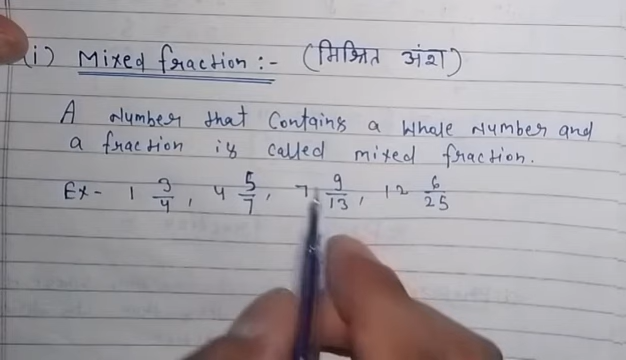 (i) Mixed fraction :- (मिश्रित अंश)
A Number that Contains a Whole Number and
a fraction is called mixed fraction.
Ex- 1 3/4, 4 5/7, 7 9/13, 12 6/25